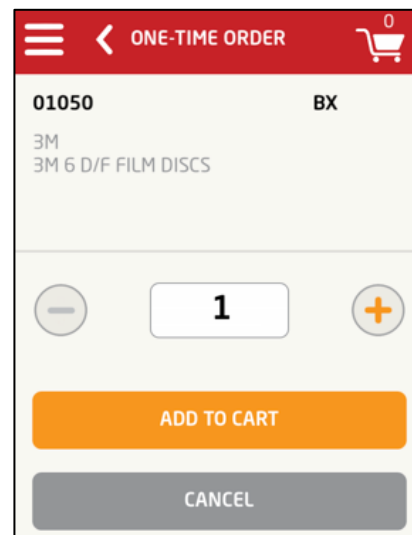 0
ONE-TIME ORDER
01050 BX
3M
3M 6 D/F FILM DISCS
1
ADD TO CART
CANCEL